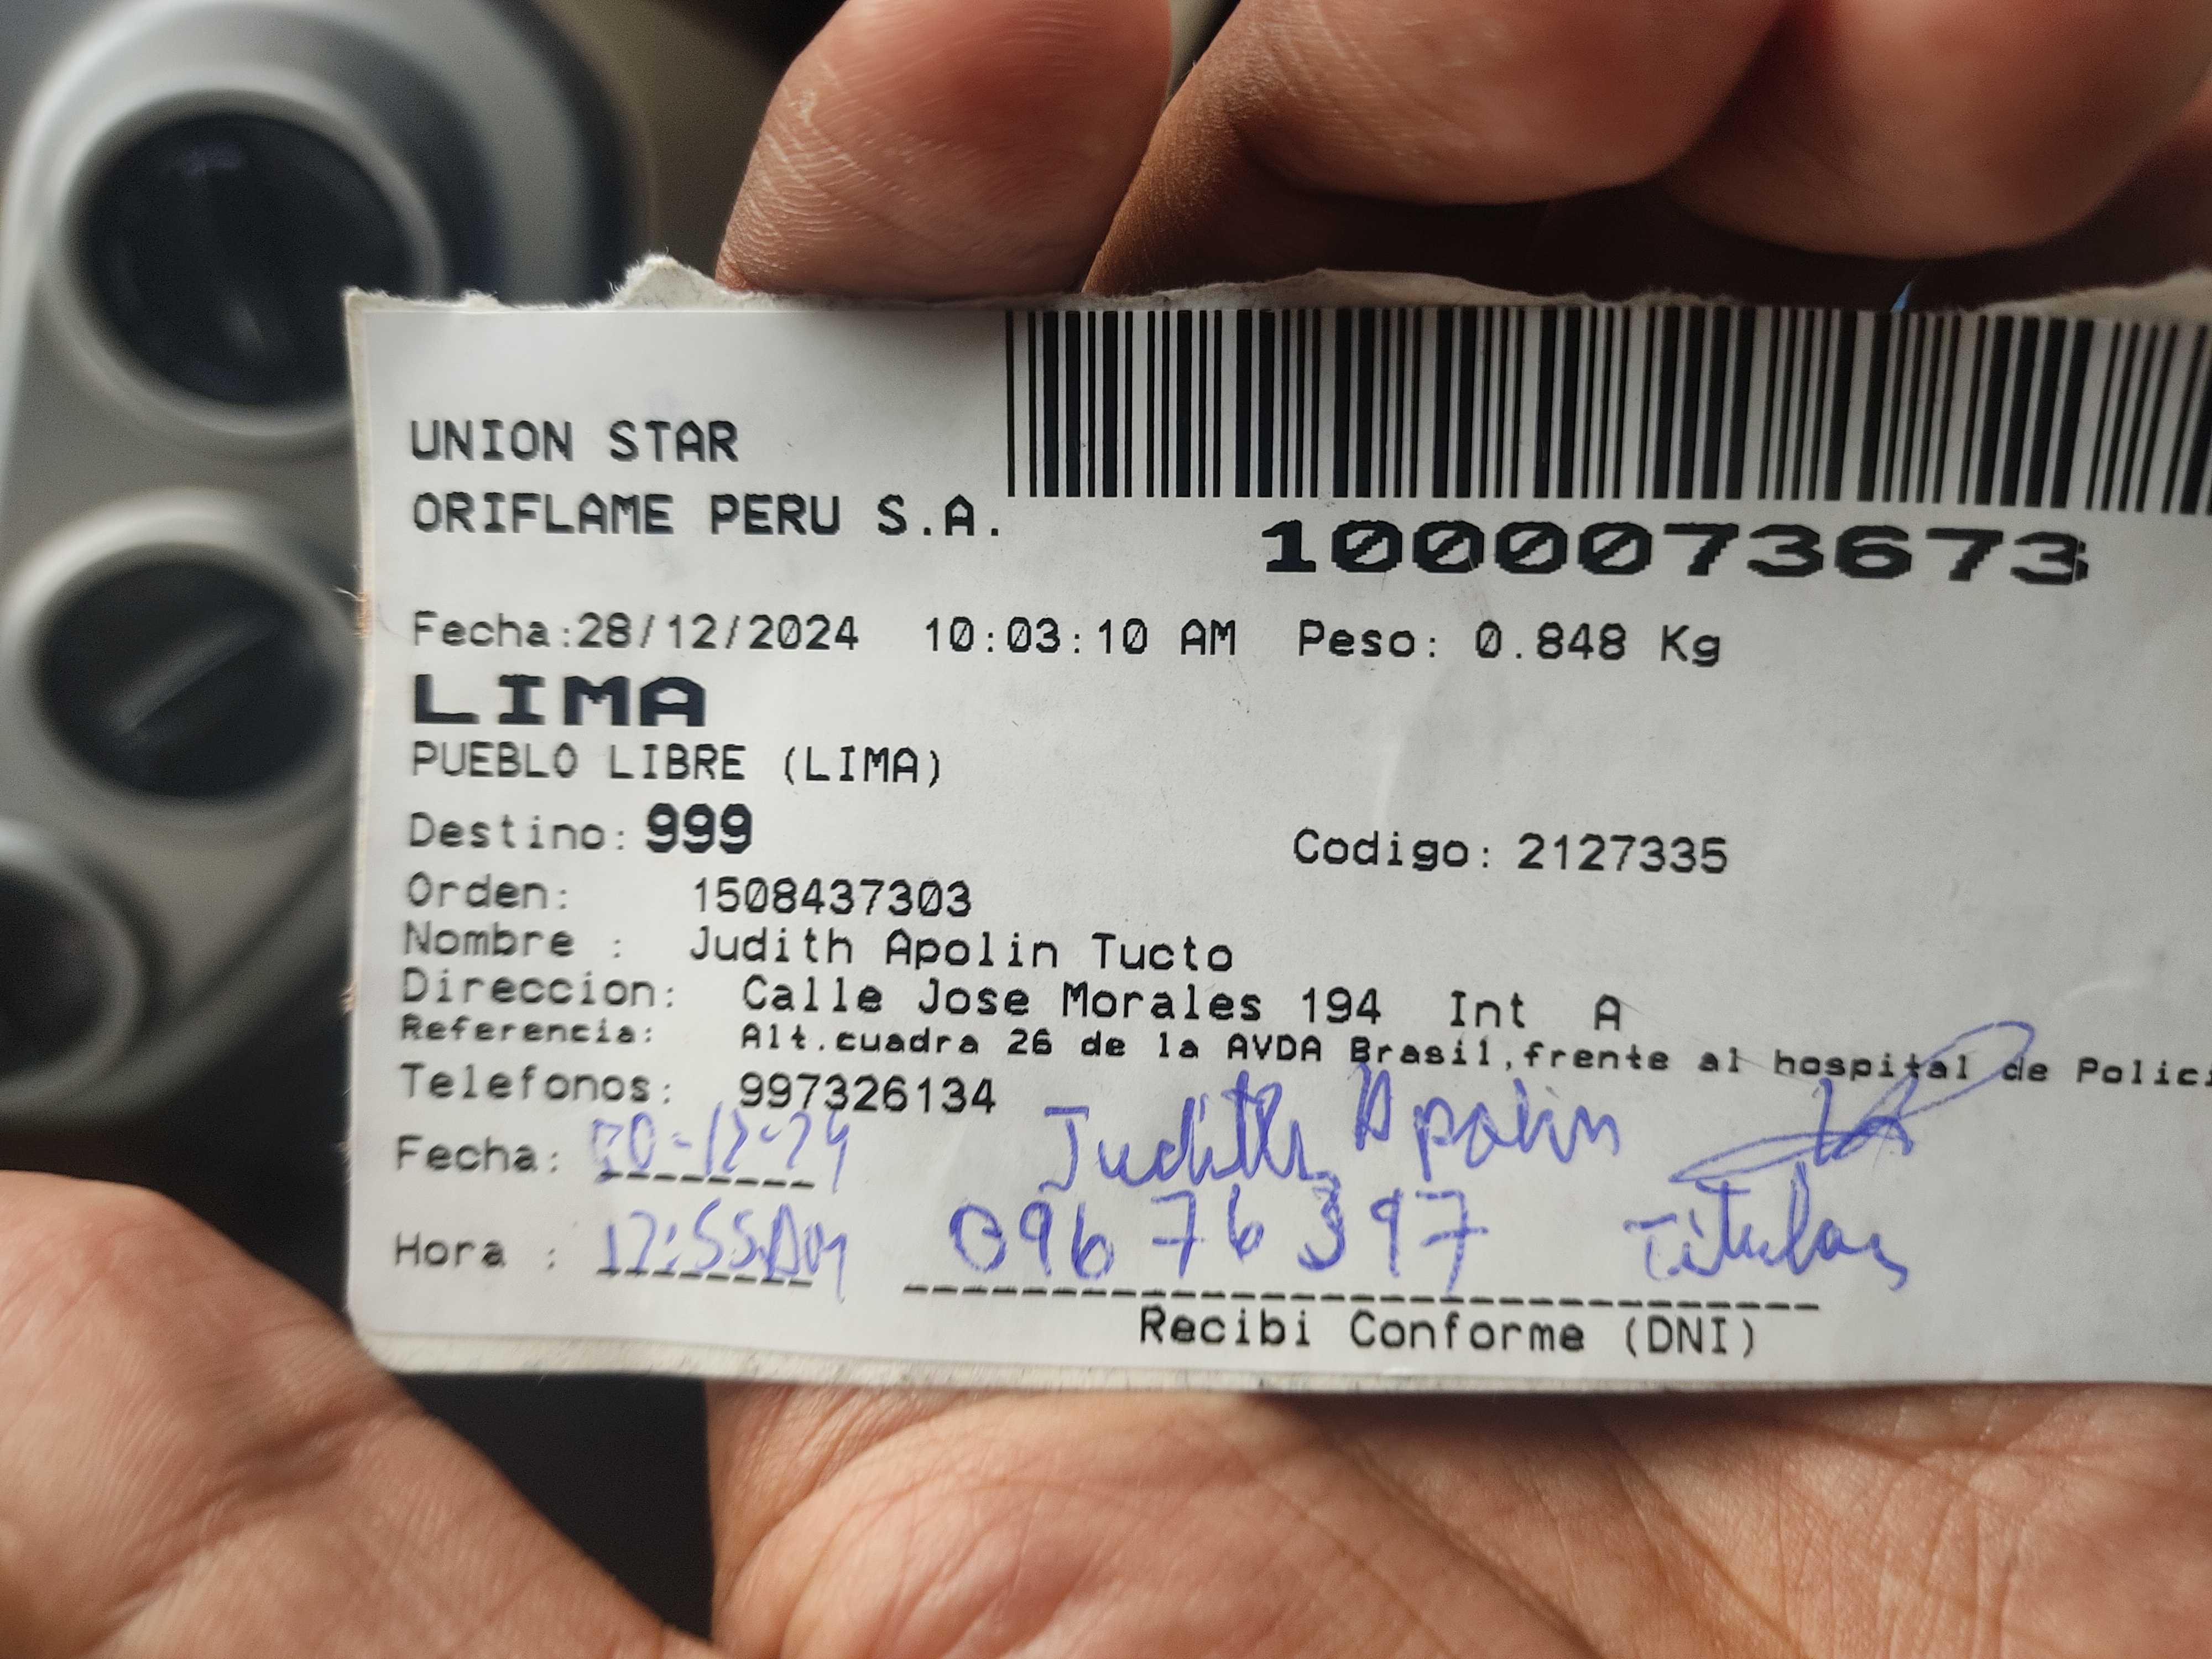 UNION STAR
ORIFLAME PERU S.A.
1000073673
Fecha:28/12/2024 10:03:10 AM Peso: 0.848 Kg
LIMA
PUEBLO LIBRE (LIMA)
Destino: 999 Codigo: 2127335
Orden: 1508437303
Nombre : Judith Apolin Tucto
Direccion: Calle Jose Morales 194 Int A
Referencia: Alt.cuadra 26 de la AVDA Brasil,frente al hospital de Polici
Telefonos: 997326134
Judith Apolin
Fecha:
09676397 Titular
Hora :
Recibi Conforme (DNI)